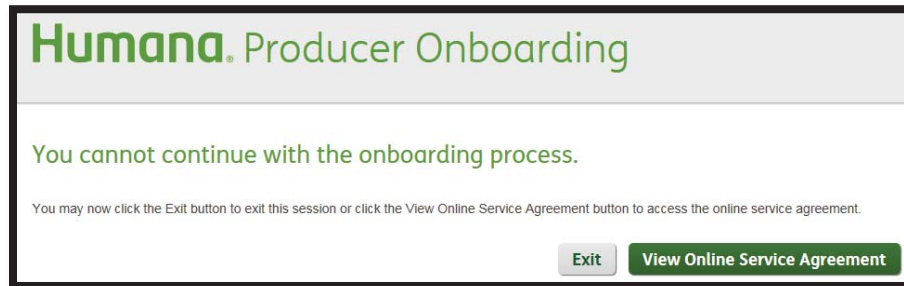 Humana. Producer Onboarding
You cannot continue with the onboarding process.
You may now click the Exit button to exit this session or click the View Online Service Agreement button to access the online service agreement.
Exit View Online Service Agreement